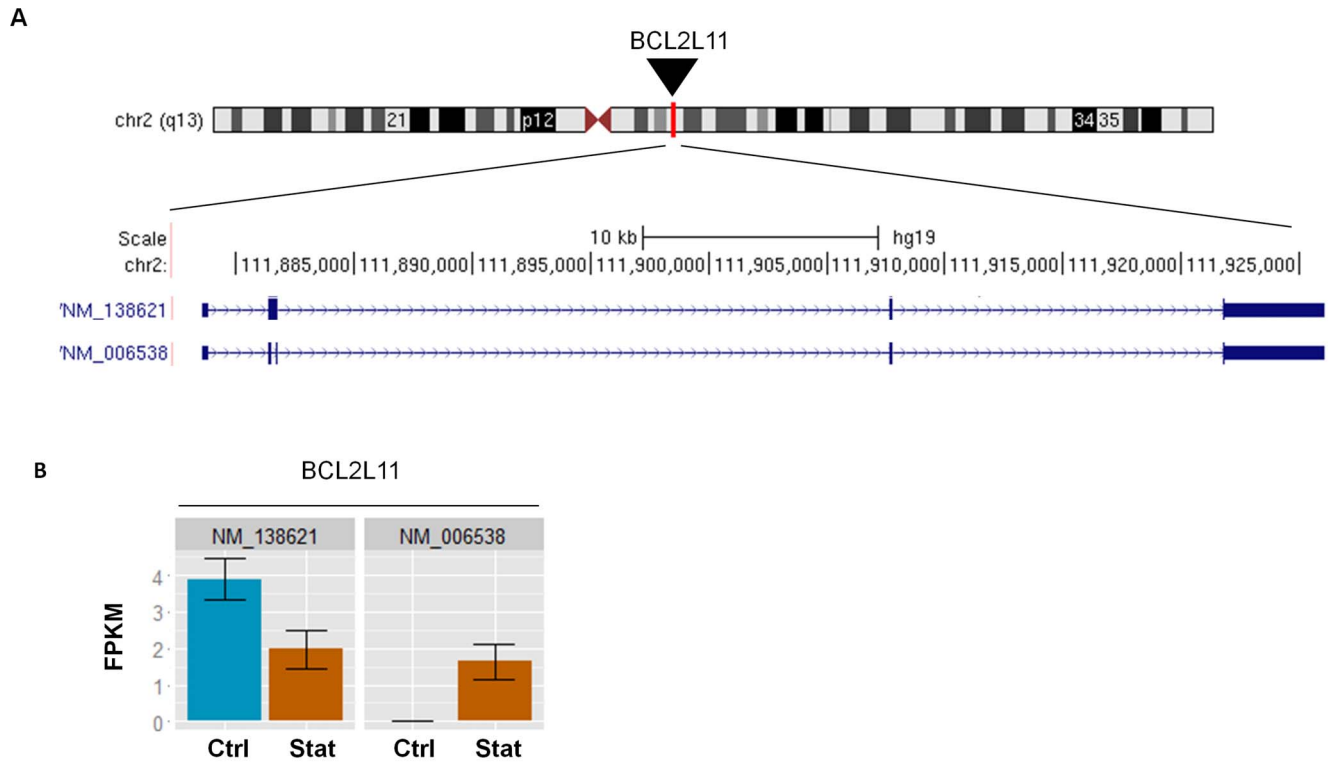 A
BCL2L11
chr2 (q13) 21 p12 34 35
Scale 10 kb hg19
chr2: 111,885,000 111,890,000 111,895,000 111,900,000 111,905,000 111,910,000 111,915,000 111,920,000 111,925,000
'NM_138621
'NM_006538
B
BCL2L11
NM_138621 NM_006538
FPKM
4
3
2
1
0
Ctrl Stat Ctrl Stat